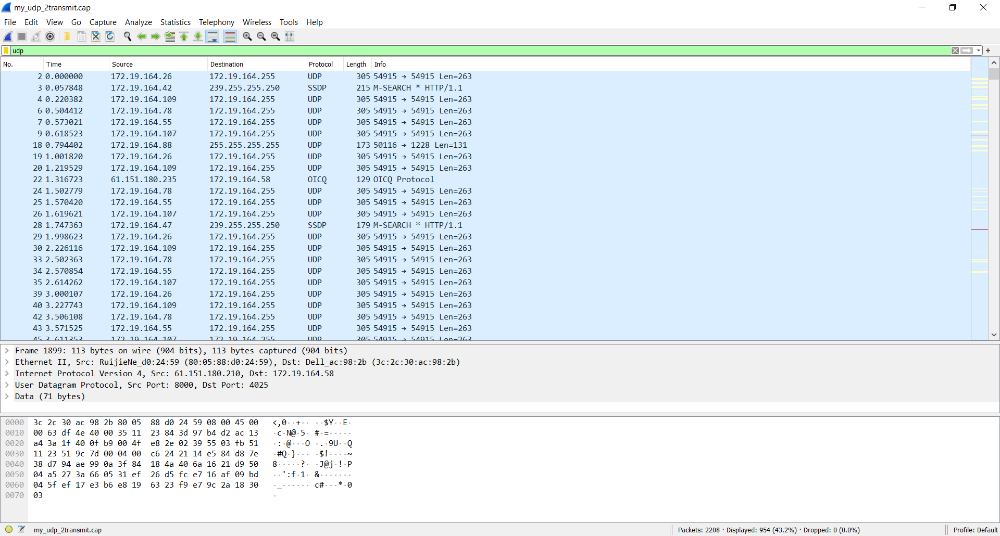 my_udp_2transmit.cap
File Edit View Go Capture Analyze Statistics Telephony Wireless Tools Help
udp
No. Time Source Destination Protocol Length Info
2 0.000000 172.19.164.26 172.19.164.255 UDP 305 54915 → 54915 Len=263
3 0.057848 172.19.164.42 239.255.255.250 SSDP 215 M-SEARCH * HTTP/1.1
4 0.220382 172.19.164.109 172.19.164.255 UDP 305 54915 → 54915 Len=263
6 0.504412 172.19.164.78 172.19.164.255 UDP 305 54915 → 54915 Len=263
7 0.573021 172.19.164.55 172.19.164.255 UDP 305 54915 → 54915 Len=263
9 0.618523 172.19.164.107 172.19.164.255 UDP 305 54915 → 54915 Len=263
18 0.794402 172.19.164.88 255.255.255.255 UDP 173 50116 → 1228 Len=131
19 1.001820 172.19.164.26 172.19.164.255 UDP 305 54915 → 54915 Len=263
20 1.219529 172.19.164.109 172.19.164.255 UDP 305 54915 → 54915 Len=263
22 1.316723 61.151.180.235 172.19.164.58 OICQ 129 OICQ Protocol
24 1.502779 172.19.164.78 172.19.164.255 UDP 305 54915 → 54915 Len=263
25 1.570420 172.19.164.55 172.19.164.255 UDP 305 54915 → 54915 Len=263
26 1.619621 172.19.164.107 172.19.164.255 UDP 305 54915 → 54915 Len=263
28 1.747363 172.19.164.47 239.255.255.250 SSDP 179 M-SEARCH * HTTP/1.1
29 1.998623 172.19.164.26 172.19.164.255 UDP 305 54915 → 54915 Len=263
30 2.226116 172.19.164.109 172.19.164.255 UDP 305 54915 → 54915 Len=263
33 2.502363 172.19.164.78 172.19.164.255 UDP 305 54915 → 54915 Len=263
34 2.570854 172.19.164.55 172.19.164.255 UDP 305 54915 → 54915 Len=263
35 2.614262 172.19.164.107 172.19.164.255 UDP 305 54915 → 54915 Len=263
39 3.000107 172.19.164.26 172.19.164.255 UDP 305 54915 → 54915 Len=263
40 3.227743 172.19.164.109 172.19.164.255 UDP 305 54915 → 54915 Len=263
42 3.506108 172.19.164.78 172.19.164.255 UDP 305 54915 → 54915 Len=263
43 3.571525 172.19.164.55 172.19.164.255 UDP 305 54915 → 54915 Len=263
45 3.611353 172.19.164.107 172.19.164.255 UDP 305 54915 → 54915 Len=263
Frame 1899: 113 bytes on wire (904 bits), 113 bytes captured (904 bits)
Ethernet II, Src: RuijieNe_d0:24:59 (80:05:88:d0:24:59), Dst: Dell_ac:98:2b (3c:2c:30:ac:98:2b)
Internet Protocol Version 4, Src: 61.151.180.210, Dst: 172.19.164.58
User Datagram Protocol, Src Port: 8000, Dst Port: 4025
Data (71 bytes)
0000 3c 2c 30 ac 98 2b 80 05 88 d0 24 59 08 00 45 00 <,0··+·· ··$Y··E·
0010 00 63 df 4e 40 00 35 11 23 84 3d 97 b4 d2 ac 13 ·c·N@·5· #·=·····
0020 a4 3a 1f 40 0f b9 00 4f e8 2e 02 39 55 03 fb 51 ·:·@···O ·.·9U··Q
0030 11 23 51 9c 7d 00 04 00 c6 24 21 14 e5 84 d8 7e ·#Q·}··· ·$!····~
0040 38 d7 94 ae 99 0a 3f 84 18 4a 40 6a 16 21 d9 50 8·····?· ·J@j·!·P
0050 04 a5 27 3a 66 05 31 ef 26 d5 fc e7 16 af 09 bd ··':f·1· &·······
0060 04 5f ef 17 e3 b6 e8 19 63 23 f9 e7 9c 2a 18 30 ·_······ c#···*·0
0070 03 ·
my_udp_2transmit.cap Packets: 2208 · Displayed: 954 (43.2%) · Dropped: 0 (0.0%) Profile: Default